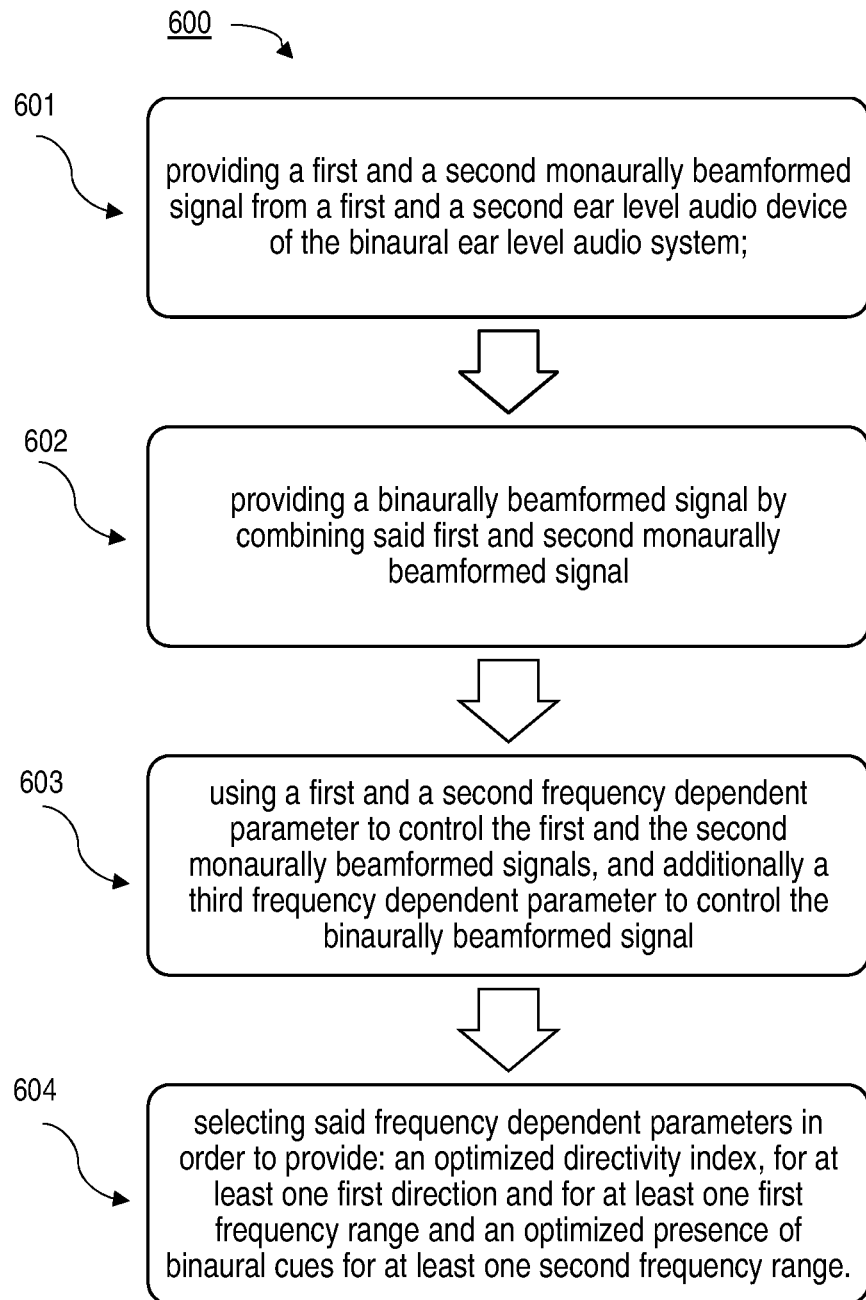 600
601
providing a first and a second monaurally beamformed
signal from a first and a second ear level audio device
of the binaural ear level audio system;
602
providing a binaurally beamformed signal by
combining said first and second monaurally
beamformed signal
603
using a first and a second frequency dependent
parameter to control the first and the second
monaurally beamformed signals, and additionally a
third frequency dependent parameter to control the
binaurally beamformed signal
604
selecting said frequency dependent parameters in
order to provide: an optimized directivity index, for at
least one first direction and for at least one first
frequency range and an optimized presence of
binaural cues for at least one second frequency range.